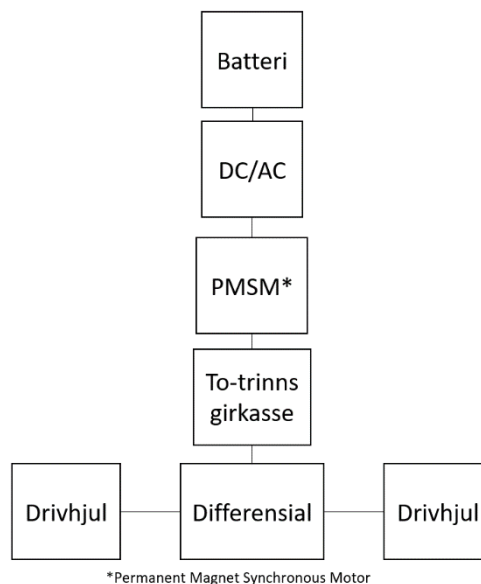 Batteri
DC/AC
PMSM*
To-trinns
girkasse
Drivhjul
Differensial
Drivhjul
*Permanent Magnet Synchronous Motor